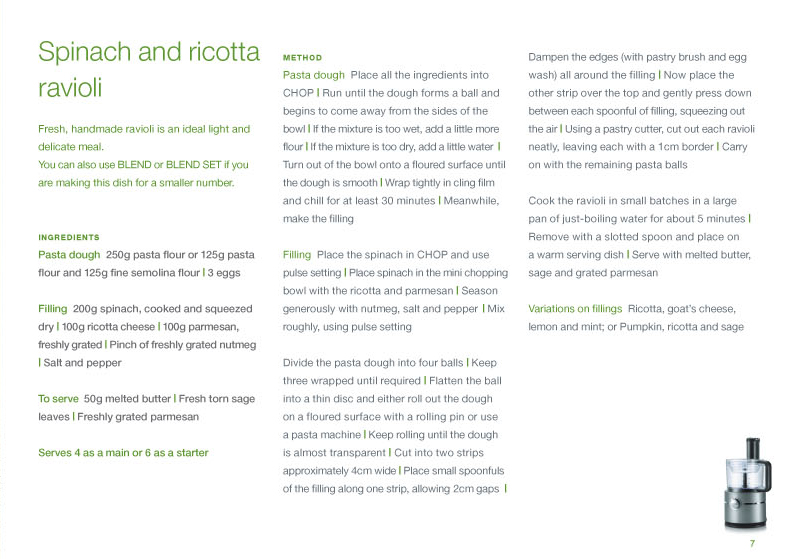 Spinach and ricotta
ravioli
Fresh, handmade ravioli is an ideal light and
delicate meal.
You can also use BLEND or BLEND SET if you
are making this dish for a smaller number.
INGREDIENTS
Pasta dough 250g pasta flour or 125g pasta
flour and 125g fine semolina flour | 3 eggs
Filling 200g spinach, cooked and squeezed
dry | 100g ricotta cheese | 100g parmesan,
freshly grated | Pinch of freshly grated nutmeg
| Salt and pepper
To serve 50g melted butter | Fresh torn sage
leaves | Freshly grated parmesan
Serves 4 as a main or 6 as a starter
METHOD
Pasta dough Place all the ingredients into
CHOP | Run until the dough forms a ball and
begins to come away from the sides of the
bowl | If the mixture is too wet, add a little more
flour | If the mixture is too dry, add a little water |
Turn out of the bowl onto a floured surface until
the dough is smooth | Wrap tightly in cling film
and chill for at least 30 minutes | Meanwhile,
make the filling
Filling Place the spinach in CHOP and use
pulse setting | Place spinach in the mini chopping
bowl with the ricotta and parmesan | Season
generously with nutmeg, salt and pepper | Mix
roughly, using pulse setting
Divide the pasta dough into four balls | Keep
three wrapped until required | Flatten the ball
into a thin disc and either roll out the dough
on a floured surface with a rolling pin or use
a pasta machine | Keep rolling until the dough
is almost transparent | Cut into two strips
approximately 4cm wide | Place small spoonfuls
of the filling along one strip, allowing 2cm gaps |
Dampen the edges (with pastry brush and egg
wash) all around the filling | Now place the
other strip over the top and gently press down
between each spoonful of filling, squeezing out
the air | Using a pastry cutter, cut out each ravioli
neatly, leaving each with a 1cm border | Carry
on with the remaining pasta balls
Cook the ravioli in small batches in a large
pan of just-boiling water for about 5 minutes |
Remove with a slotted spoon and place on
a warm serving dish | Serve with melted butter,
sage and grated parmesan
Variations on fillings Ricotta, goat's cheese,
lemon and mint; or Pumpkin, ricotta and sage
7